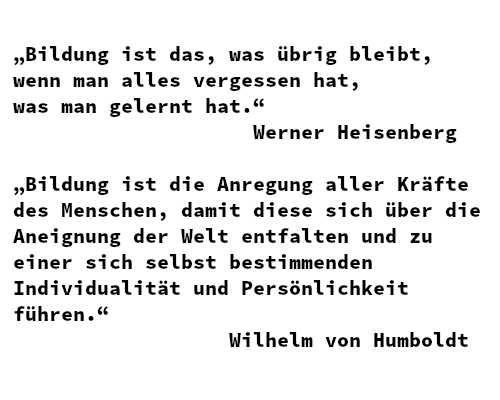 „Bildung ist das, was übrig bleibt,
wenn man alles vergessen hat,
was man gelernt hat.“
Werner Heisenberg
„Bildung ist die Anregung aller Kräfte
des Menschen, damit diese sich über die
Aneignung der Welt entfalten und zu
einer sich selbst bestimmenden
Individualität und Persönlichkeit
führen.“
Wilhelm von Humboldt